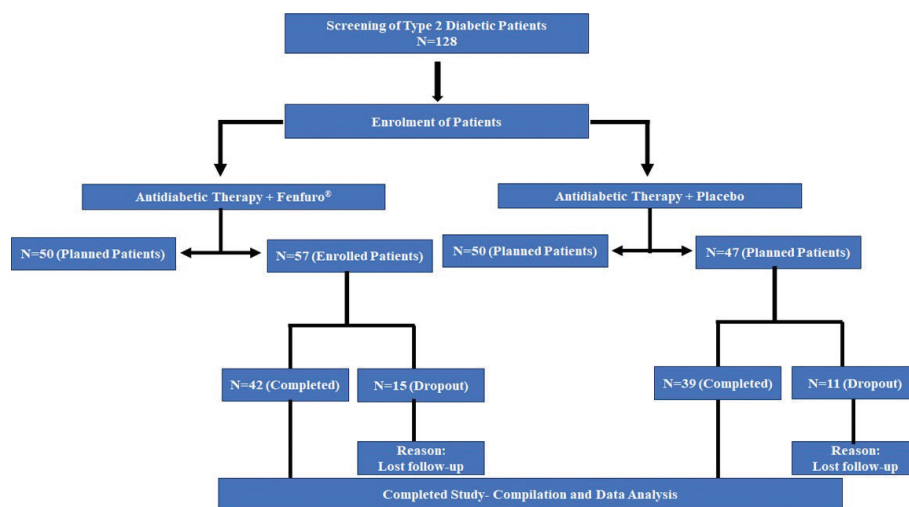 Screening of Type 2 Diabetic Patients
N=128
Enrolment of Patients
Antidiabetic Therapy + Fenfuro®
Antidiabetic Therapy + Placebo
N=50 (Planned Patients)
N=57 (Enrolled Patients)
N=50 (Planned Patients)
N=47 (Planned Patients)
N=42 (Completed)
N=15 (Dropout)
N=39 (Completed)
N=11 (Dropout)
Reason:
Lost follow-up
Reason:
Lost follow-up
Completed Study- Compilation and Data Analysis